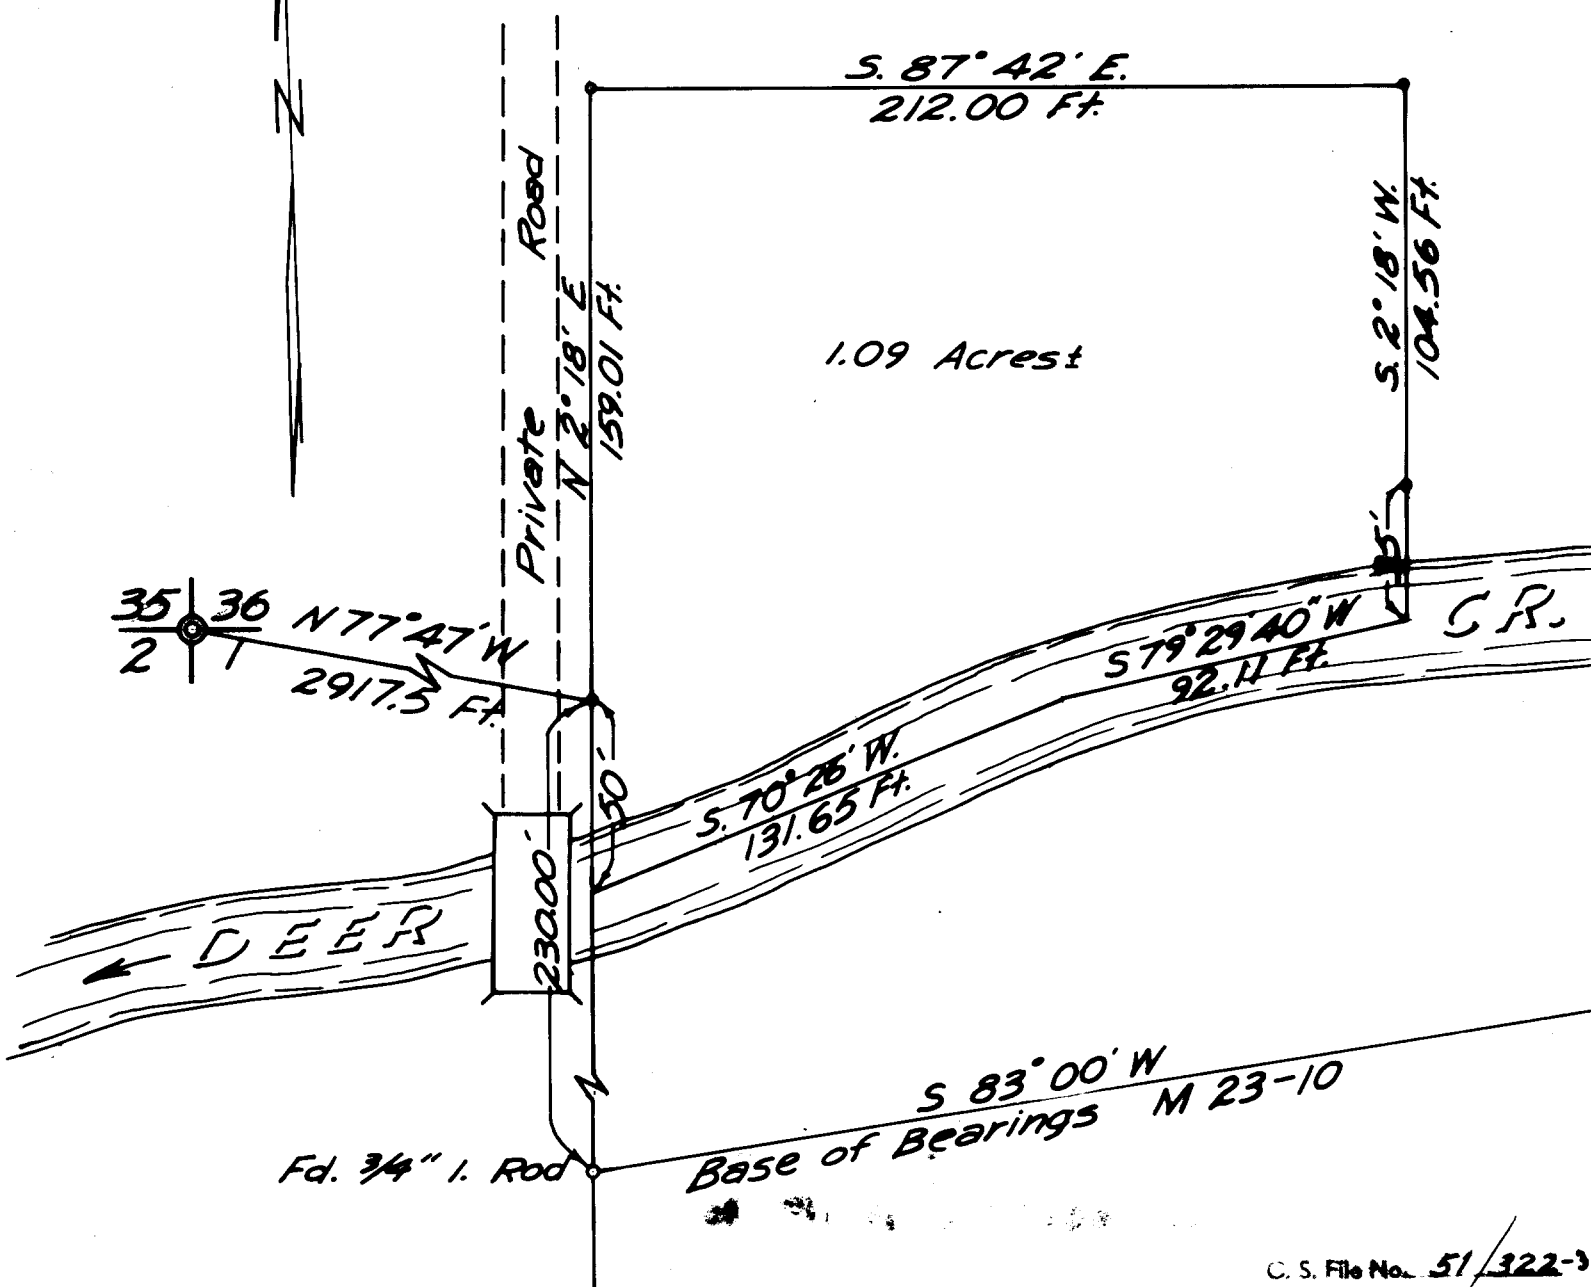 N
S. 87° 42' E.
212.00 Ft.
Private Road
N 2° 18' E
159.01 Ft.
S. 2° 18' W.
104.56 Ft.
1.09 Acres±
35 36
2 1
N 77° 47' W
2917.5 Ft.
S 79° 29' 40" W
92.11 Ft.
CR.
S. 70° 26' W.
131.65 Ft.
50'
230.00'
DEER
S 83° 00' W
Base of Bearings M 23-10
Fd. 3/4" I. Rod
C. S. File No. 51/322-3